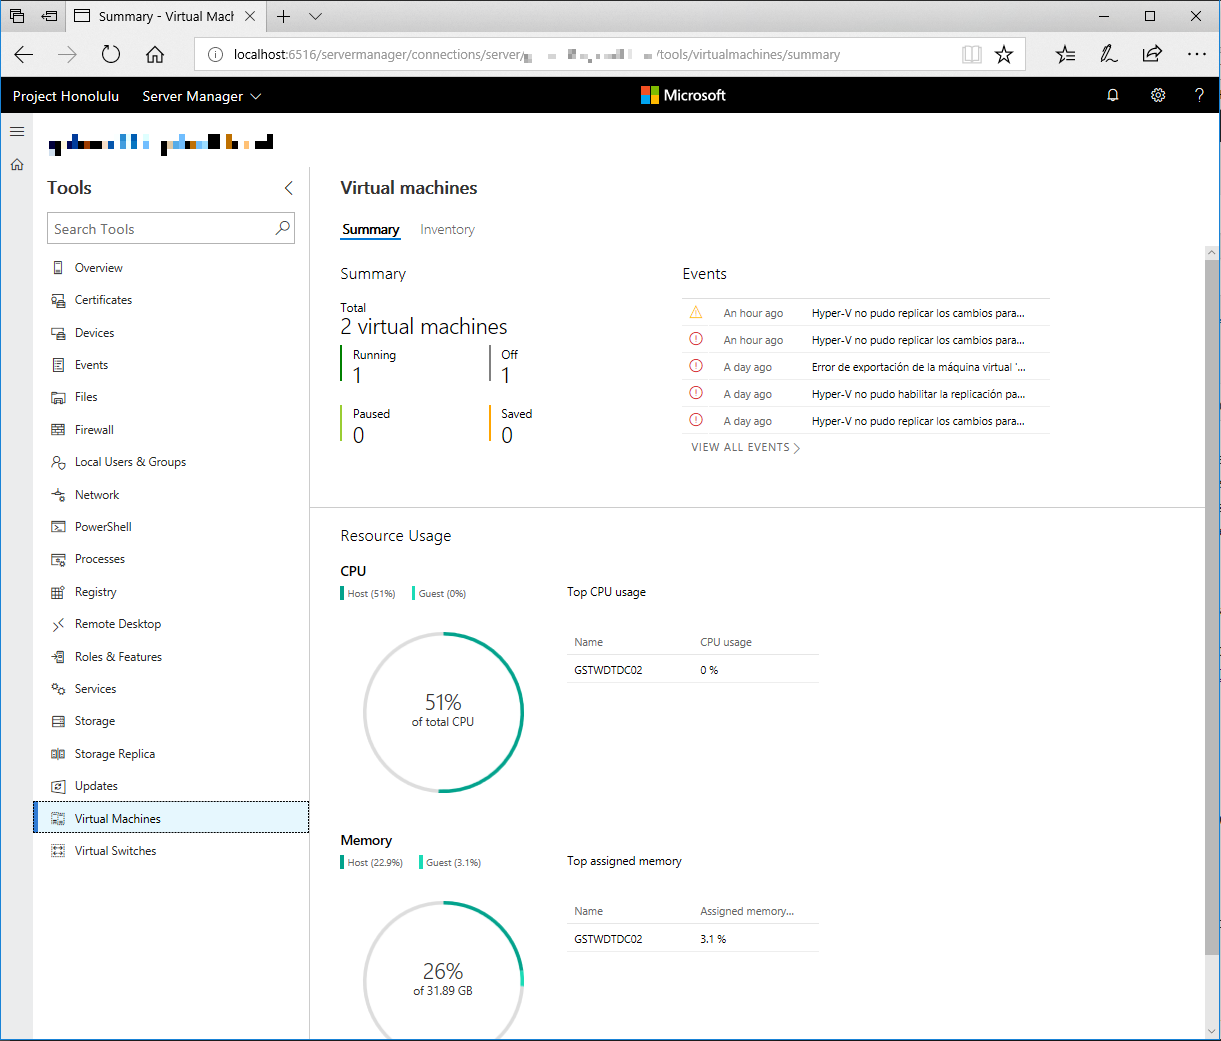 Summary - Virtual Mach
localhost:6516/servermanager/connections/server/ /tools/virtualmachines/summary
Project Honolulu Server Manager Microsoft ?
Tools
Search Tools
Overview
Certificates
Devices
Events
Files
Firewall
Local Users & Groups
Network
PowerShell
Processes
Registry
Remote Desktop
Roles & Features
Services
Storage
Storage Replica
Updates
Virtual Machines
Virtual Switches
Virtual machines
Summary Inventory
Summary
Total
2 virtual machines
Running Off
1 1
Paused Saved
0 0
Events
An hour ago Hyper-V no pudo replicar los cambios para...
An hour ago Hyper-V no pudo replicar los cambios para...
A day ago Error de exportación de la máquina virtual '...
A day ago Hyper-V no pudo habilitar la replicación pa...
A day ago Hyper-V no pudo replicar los cambios para...
VIEW ALL EVENTS
Resource Usage
CPU
Host (51%) Guest (0%)
51%
of total CPU
Top CPU usage
Name CPU usage
GSTWDTDC02 0 %
Memory
Host (22.9%) Guest (3.1%)
26%
of 31.89 GB
Top assigned memory
Name Assigned memory...
GSTWDTDC02 3.1 %